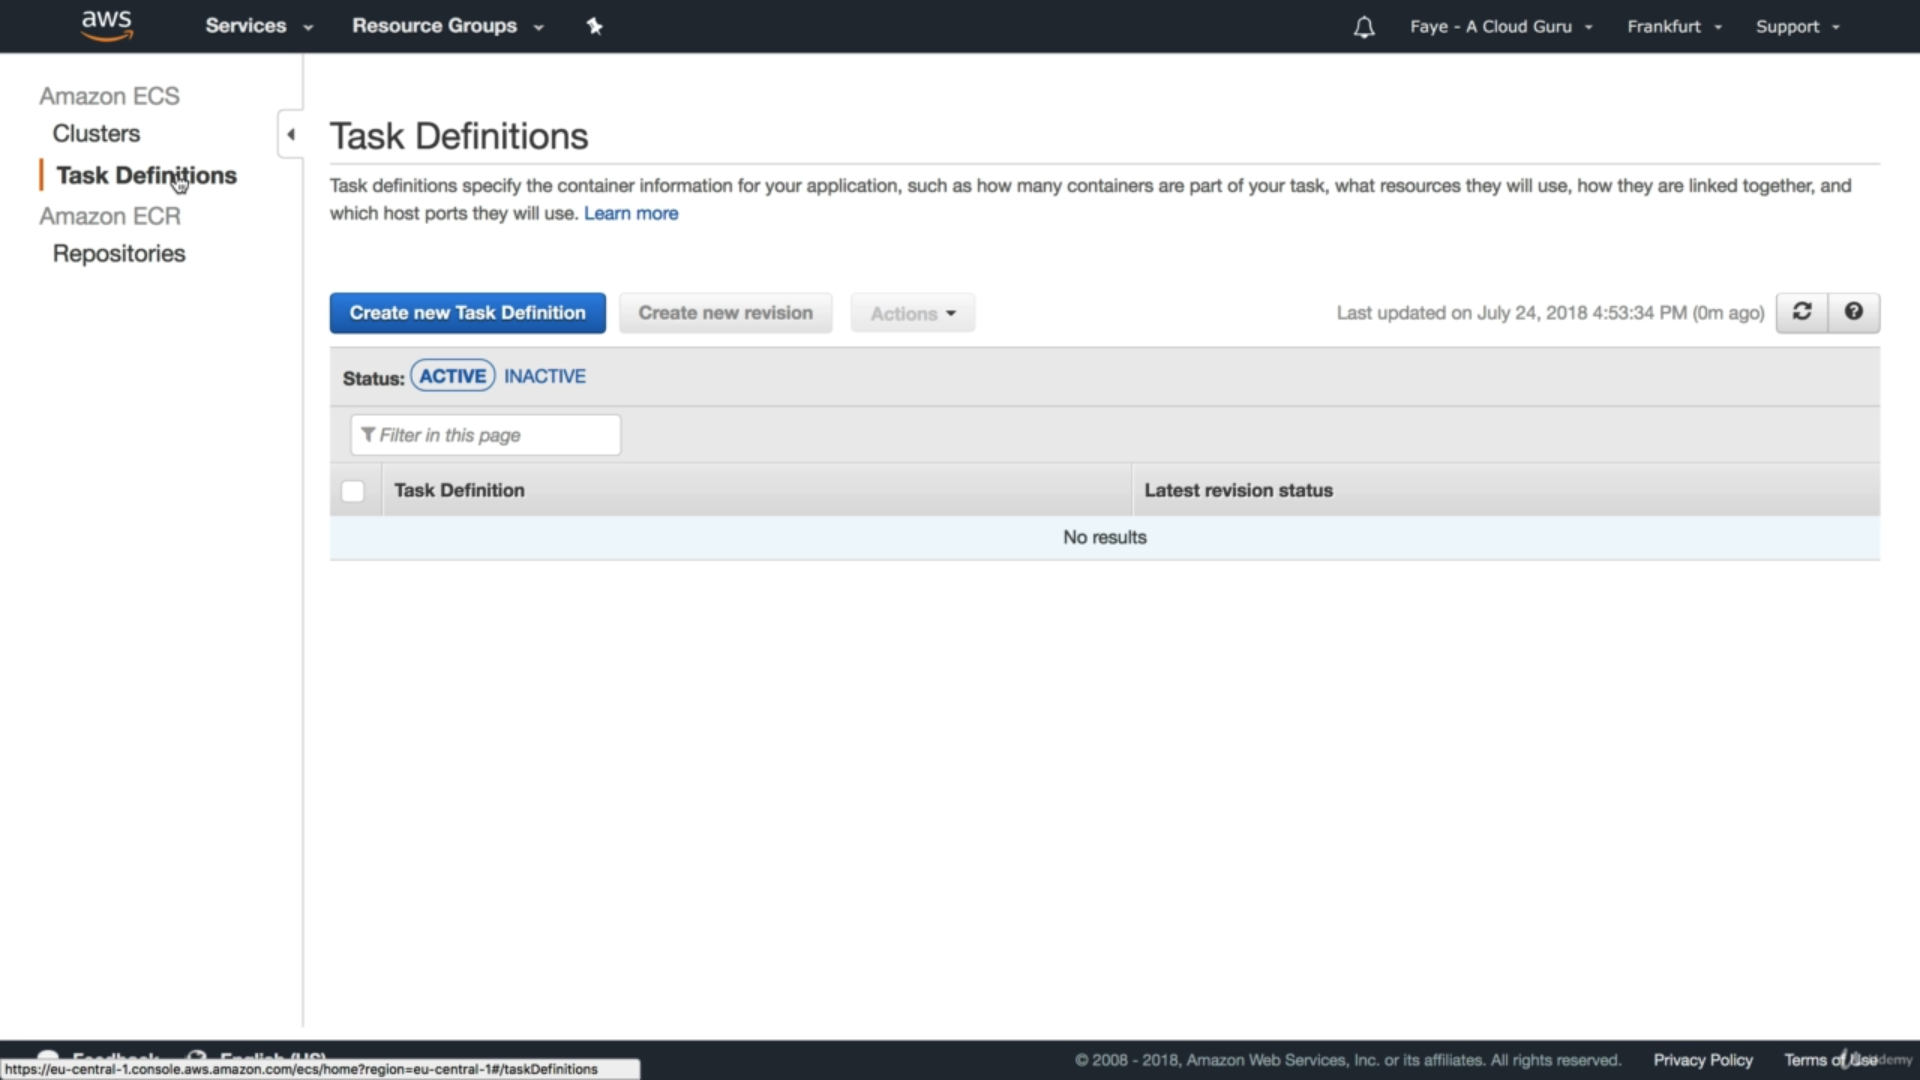 aws
Services
Resource Groups
Faye - A Cloud Guru
Frankfurt
Support
Amazon ECS
Clusters
Task Definitions
Amazon ECR
Repositories
Task Definitions
Task definitions specify the container information for your application, such as how many containers are part of your task, what resources they will use, how they are linked together, and
which host ports they will use. Learn more
Create new Task Definition
Create new revision
Actions
Last updated on July 24, 2018 4:53:34 PM (0m ago)
Status: ACTIVE INACTIVE
Filter in this page
Task Definition
Latest revision status
No results
Feedback
English (US)
https://eu-central-1.console.aws.amazon.com/ecs/home?region=eu-central-1#/taskDefinitions
© 2008 - 2018, Amazon Web Services, Inc. or its affiliates. All rights reserved.
Privacy Policy
Terms of Use